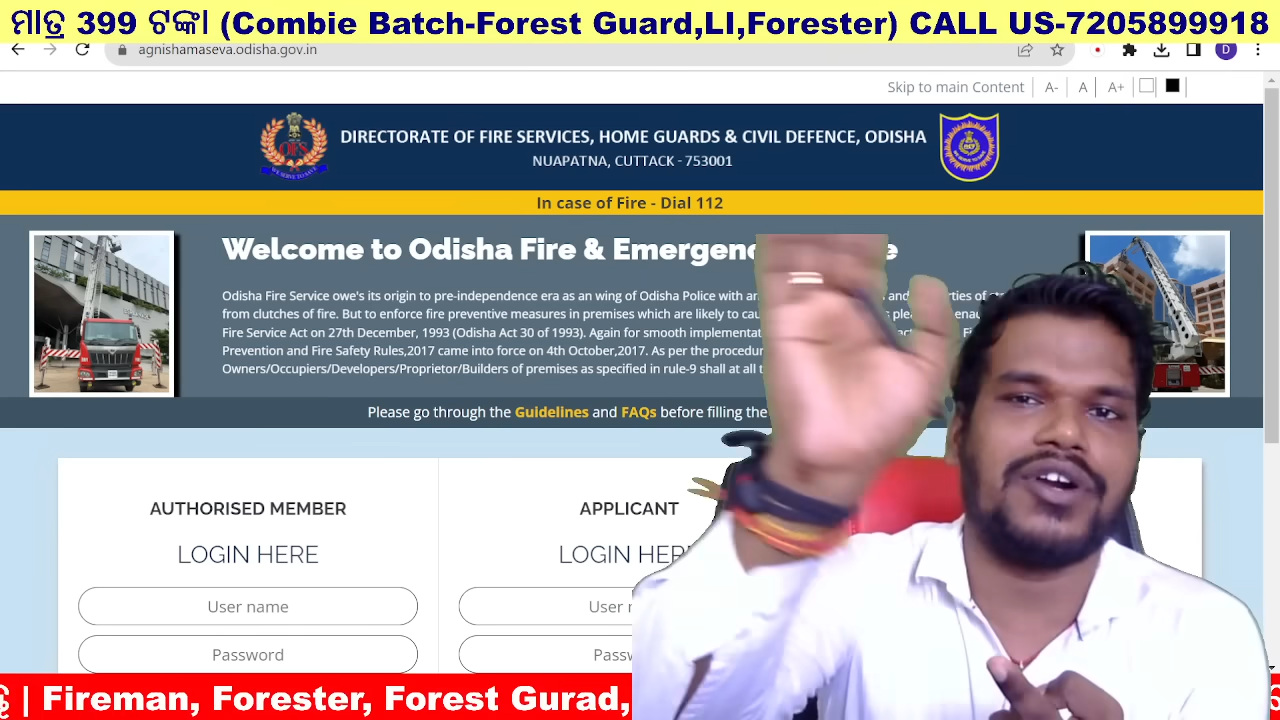 ମାତ୍ର 399 ଟଙ୍କା (Combie Batch-Forest Guard,LI,Forester) CALL US-7205899918
agnishamaseva.odisha.gov.in
D
Skip to main Content A- A A+
DIRECTORATE OF FIRE SERVICES, HOME GUARDS & CIVIL DEFENCE, ODISHA
NUAPATNA, CUTTACK - 753001
OFS
In case of Fire - Dial 112
Welcome to Odisha Fire & Emergenc
Odisha Fire Service owe's its origin to pre-independence era as an wing of Odisha Police with
from clutches of fire. But to enforce fire preventive measures in premises which are likely to
Fire Service Act on 27th December, 1993 (Odisha Act 30 of 1993). Again for smooth
Prevention and Fire Safety Rules,2017 came into force on 4th October,2017. As per the
Owners/Occupiers/Developers/Proprietor/Builders of premises as specified in rule-9 shall at all
Please go through the Guidelines and FAQs before filling the
AUTHORISED MEMBER
LOGIN HERE
User name
Password
APPLICANT
LOGIN HERE
User
Passw
| Fireman, Forester, Forest Gurad,